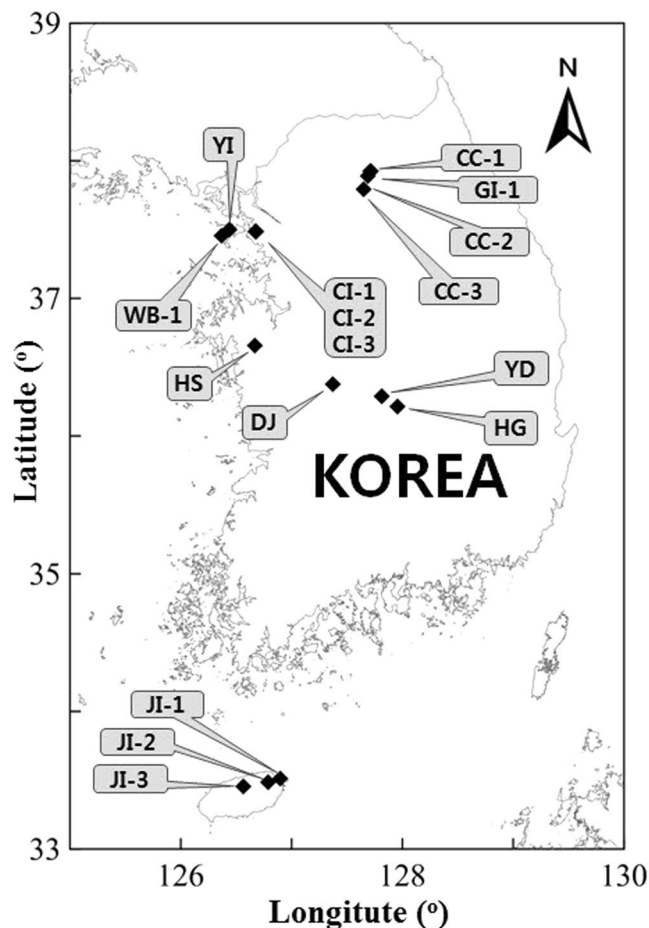 39
N
YI
CC-1
GI-1
CC-2
CC-3
37
WB-1
CI-1
CI-2
CI-3
HS
YD
DJ
HG
KOREA
Latitude (º)
35
JI-1
JI-2
JI-3
33
126
128
130
Longitute (º)